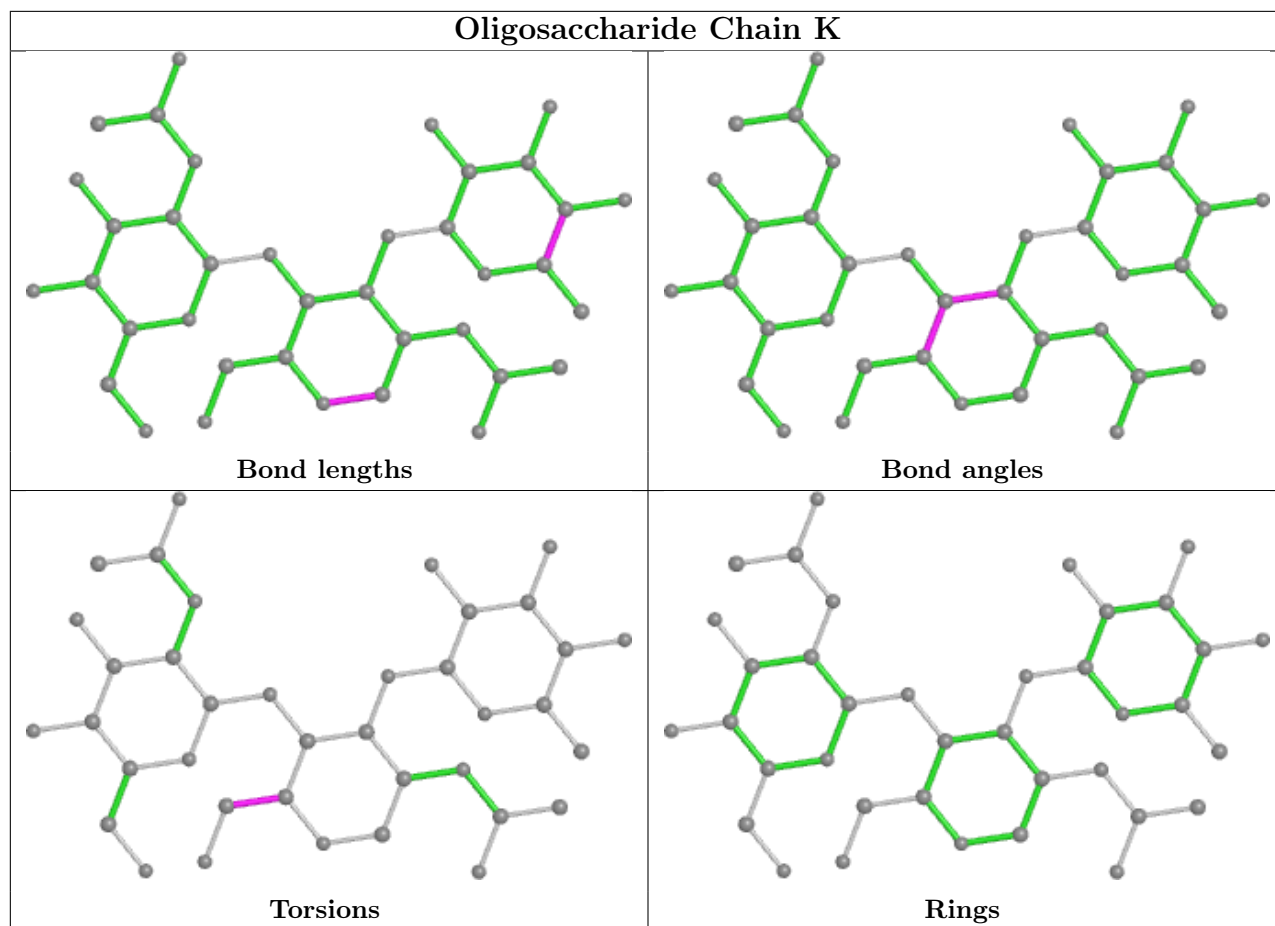 Oligosaccharide Chain K
Bond lengths
Bond angles
Torsions
Rings